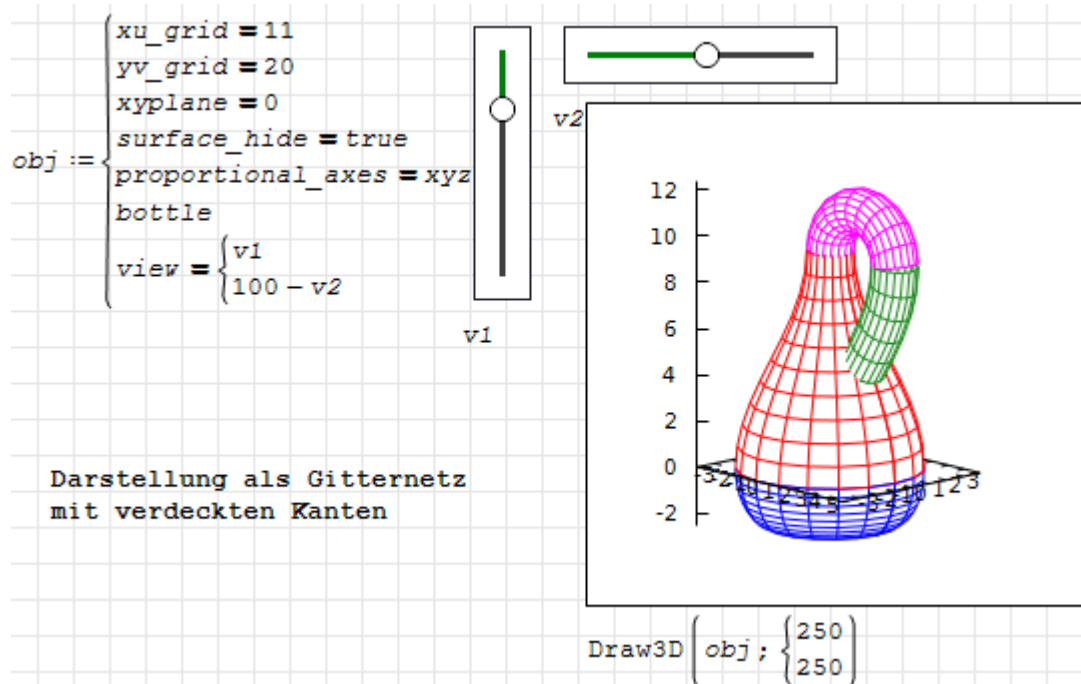 obj := xu_grid = 11
yv_grid = 20
xyplane = 0
surface_hide = true
proportional_axes = xyz
bottle
view = { v1
100 - v2
v1
v2
12
10
8
6
4
2
0
-2
Darstellung als Gitternetz
mit verdeckten Kanten
Draw3D ( obj ; { 250
250 )